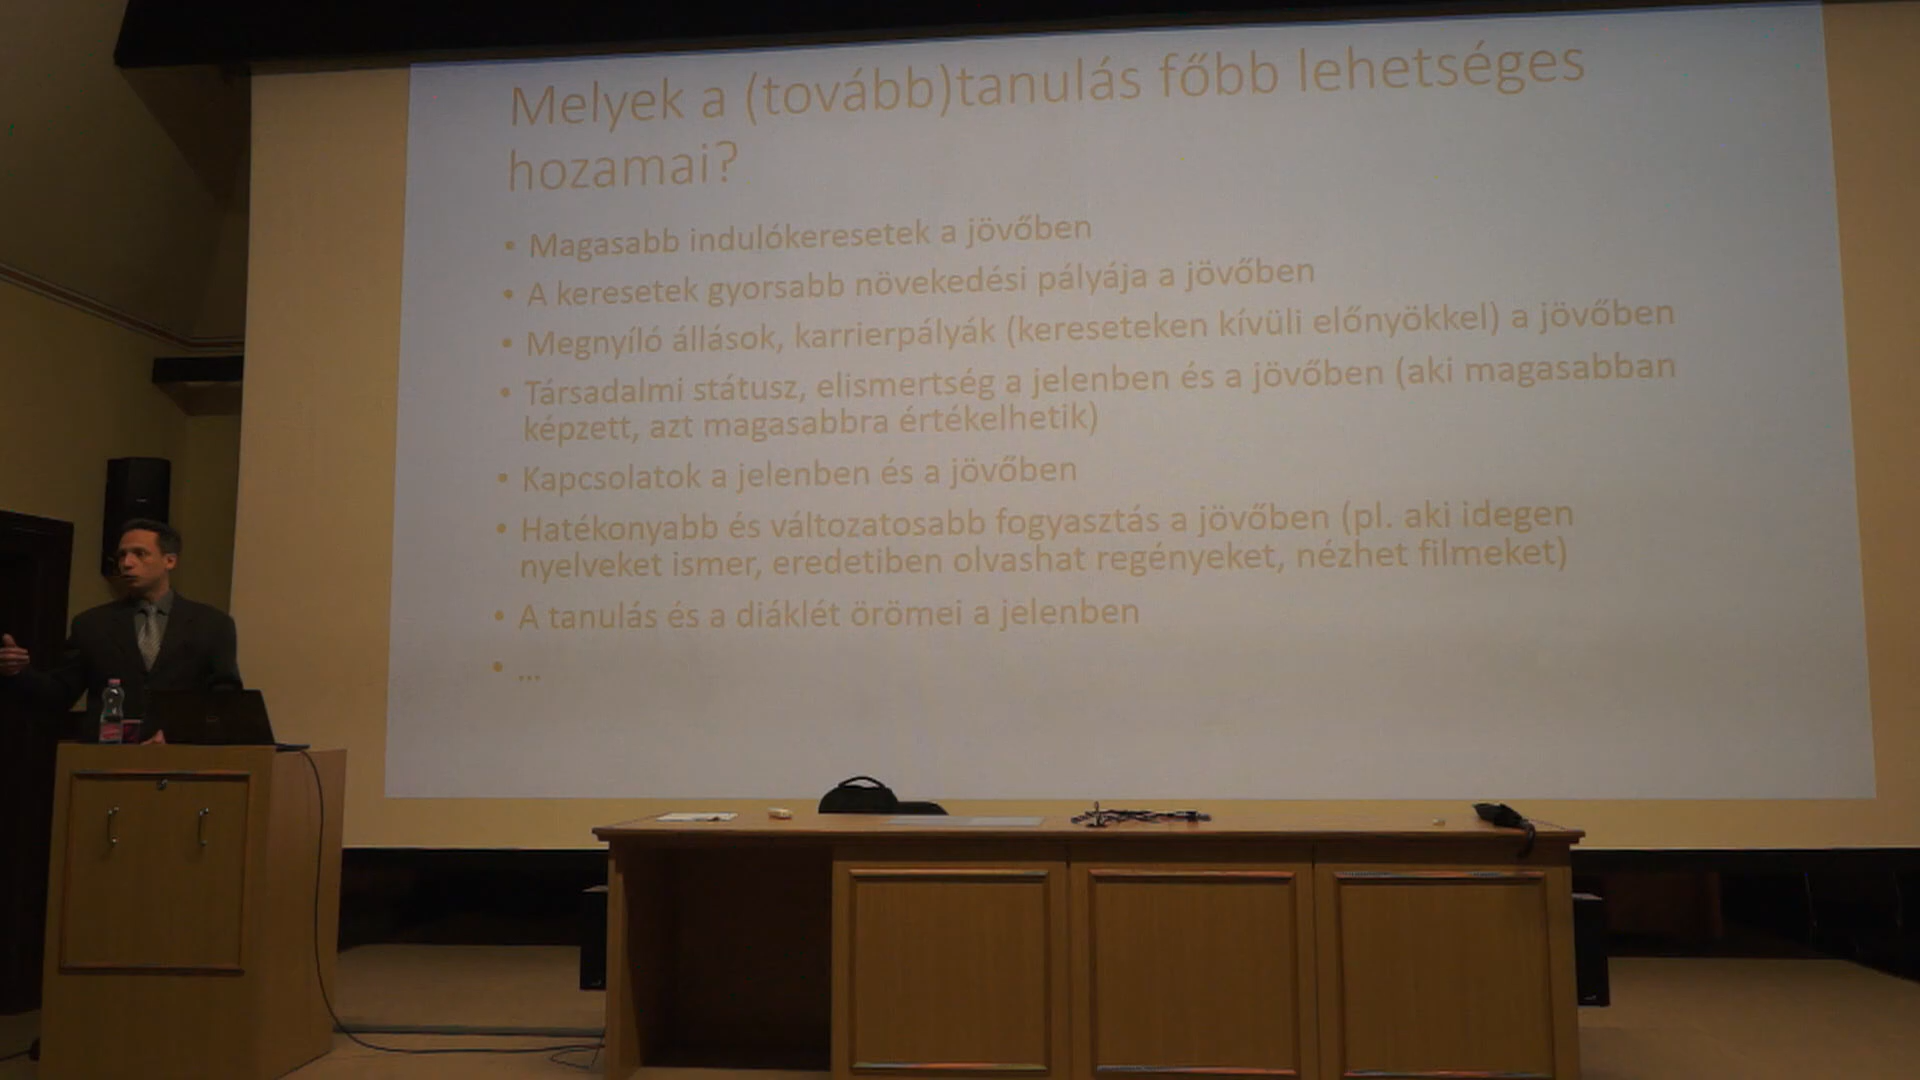 Melyek a (tovább)tanulás főbb lehetséges
hozamai?
• Magasabb indulókeresetek a jövőben
• A keresetek gyorsabb növekedési pályája a jövőben
• Megnyíló állások, karrierpályák (kereseteken kívüli előnyökkel) a jövőben
• Társadalmi státusz, elismertség a jelenben és a jövőben (aki magasabban
képzett, azt magasabbra értékelhetik)
• Kapcsolatok a jelenben és a jövőben
• Hatékonyabb és változatosabb fogyasztás a jövőben (pl. aki idegen
nyelveket ismer, eredetiben olvashat regényeket, nézhet filmeket)
• A tanulás és a diáklét örömei a jelenben
• ...